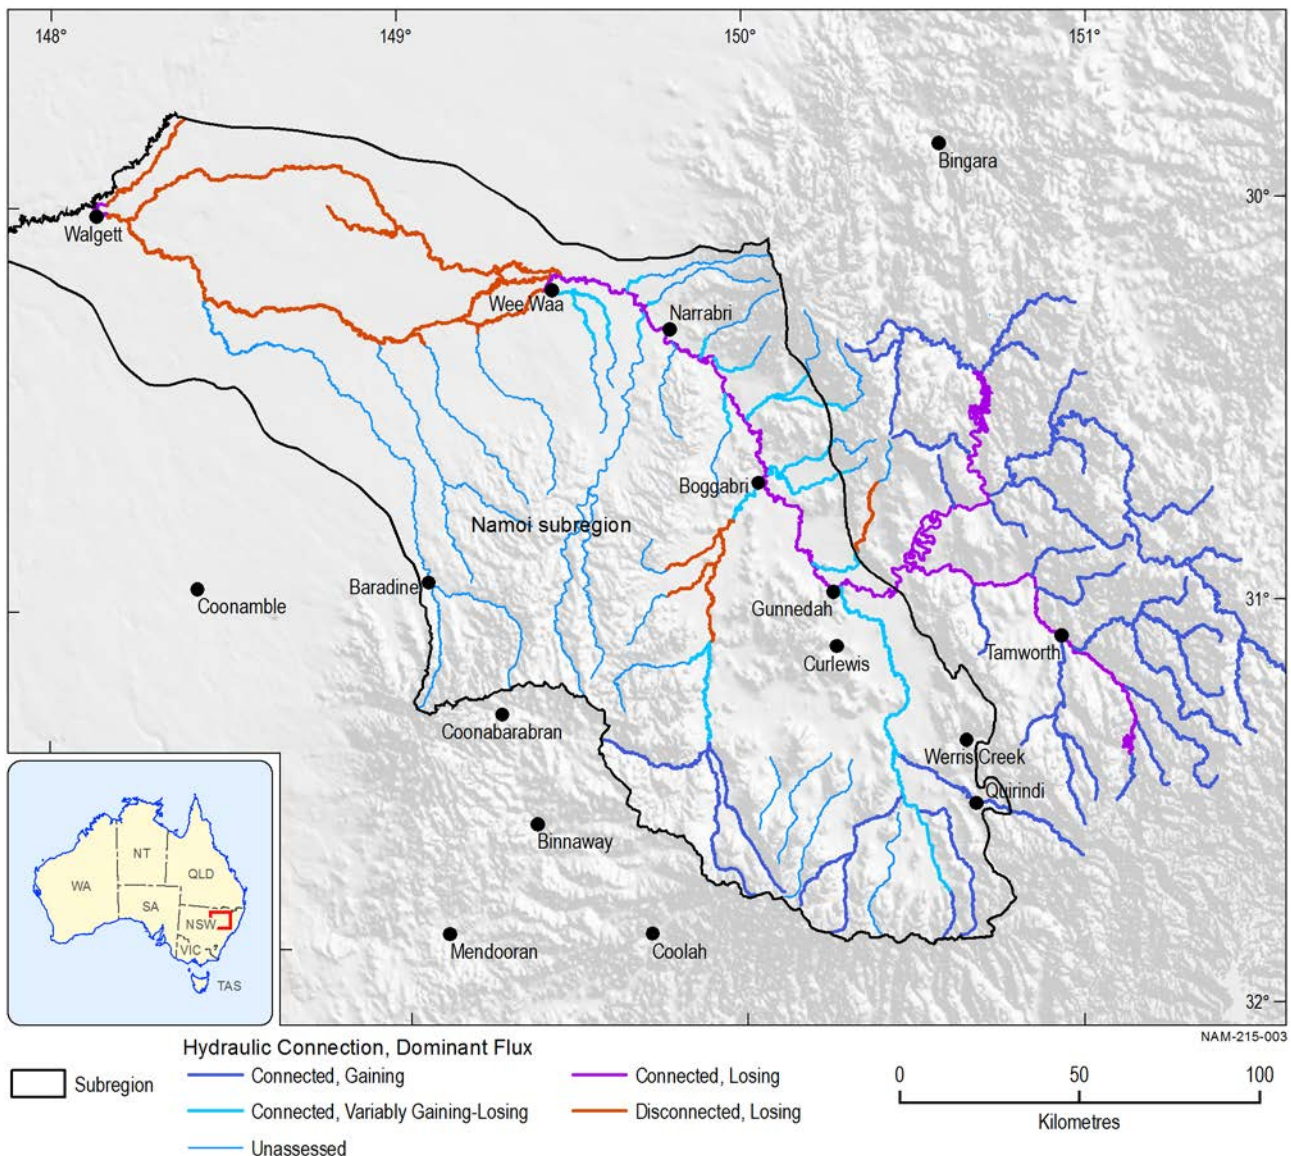 148°
149°
150°
151°
Bingara
30°
Walgett
Wee Waa
Narrabri
Boggabri
Namoi subregion
Baradine
Coonamble
Gunnedah
31°
Tamworth
Curlewis
Coonabarabran
Werris Creek
Quirindi
Binnaway
Mendooran
Coolah
32°
NT
QLD
WA
SA
NSW
VIC
TAS
NAM-215-003
Hydraulic Connection, Dominant Flux
Subregion
Connected, Gaining
Connected, Losing
Connected, Variably Gaining-Losing
Disconnected, Losing
Unassessed
0 50 100
Kilometres